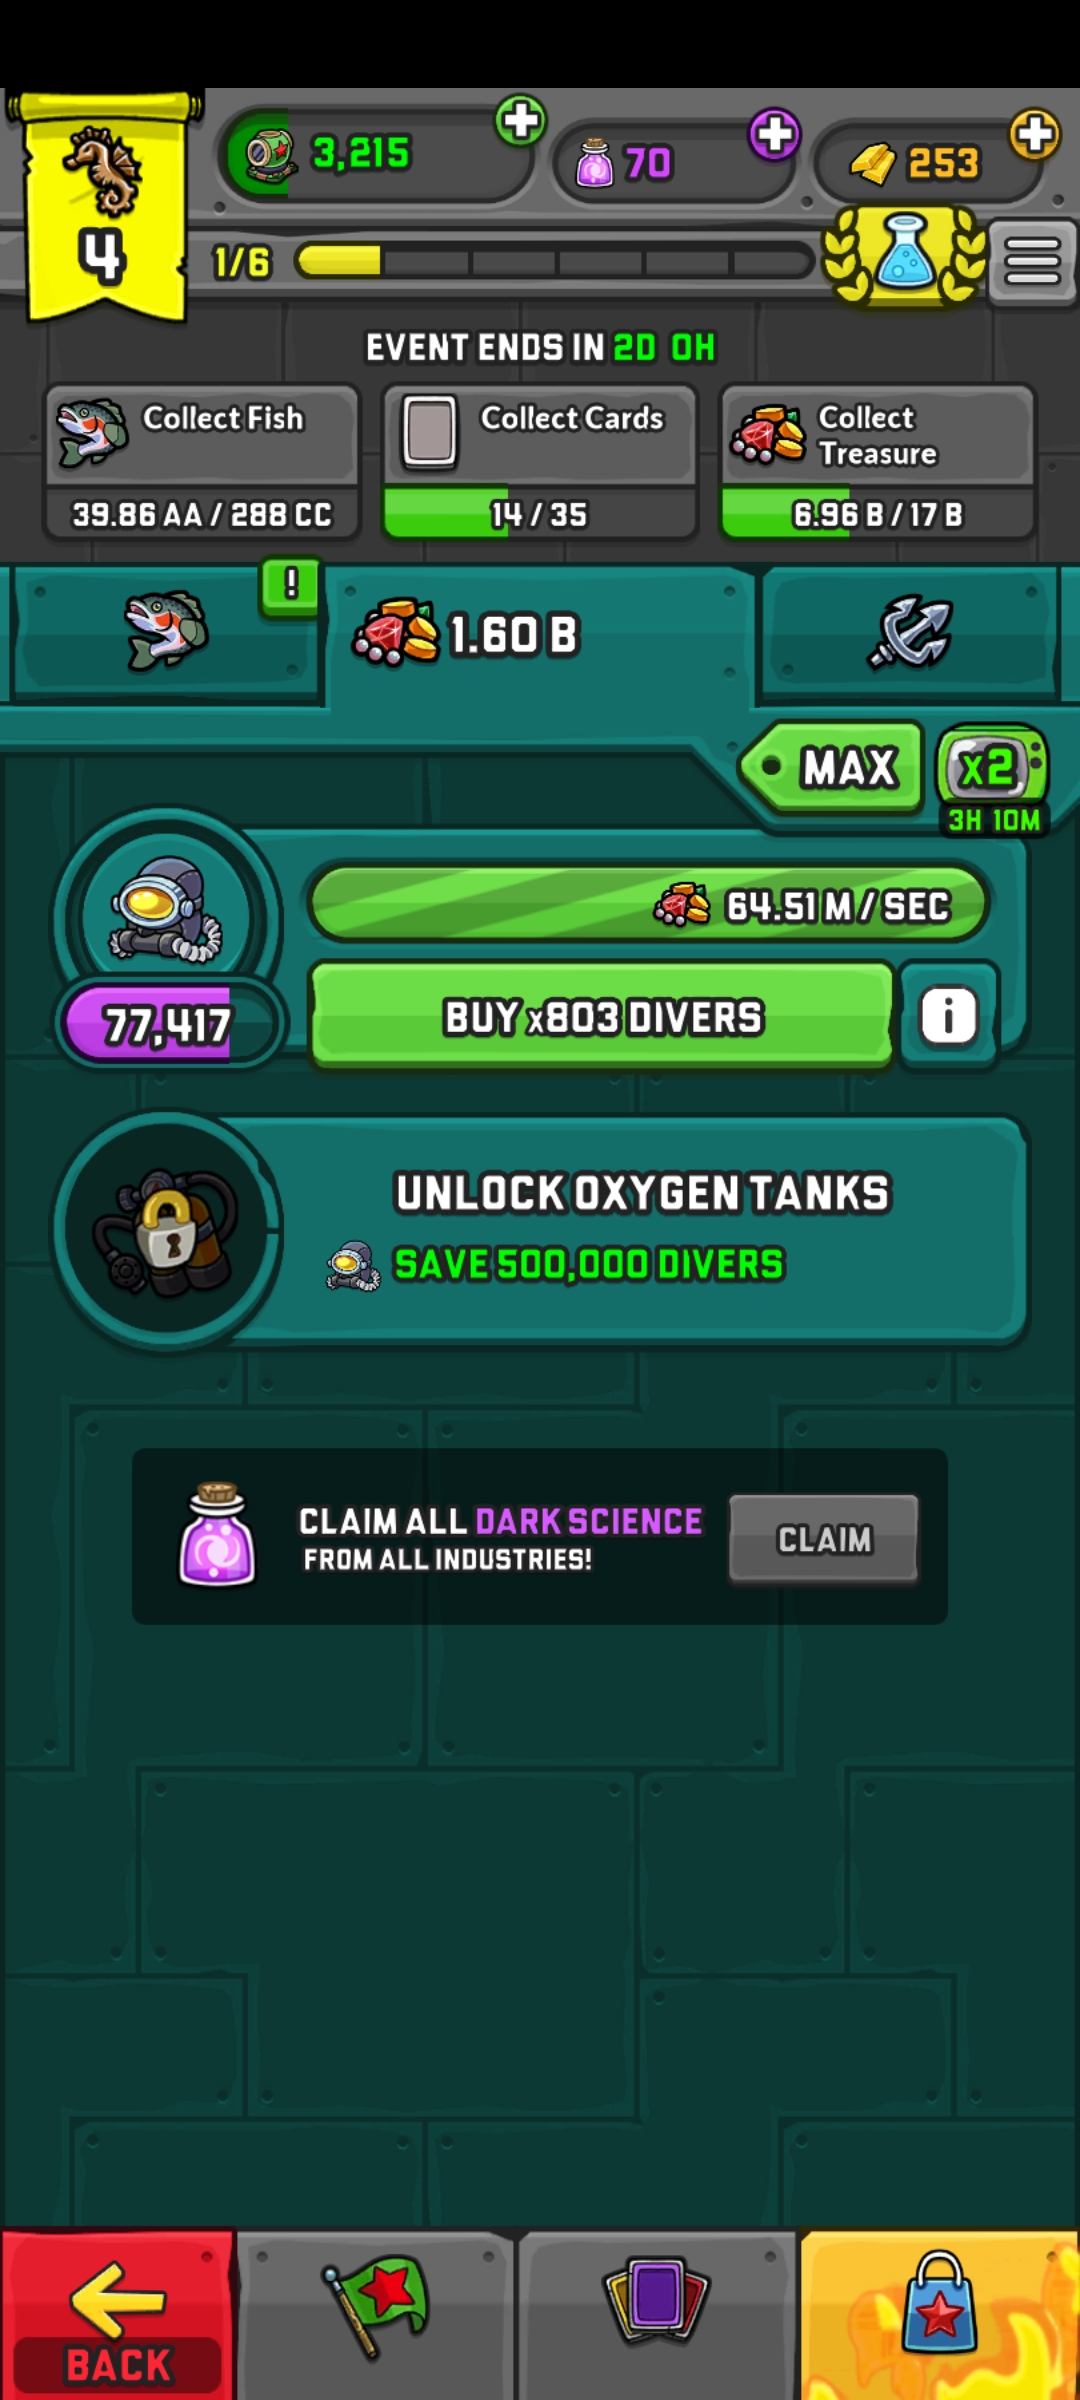 3,215
70
253
4
1/6
EVENT ENDS IN 2D 0H
Collect Fish
39.86 AA / 288 CC
Collect Cards
14 / 35
Collect
Treasure
6.96 B / 17 B
!
1.60 B
MAX
x2
3H 10M
64.51 M / SEC
77,417
BUY x803 DIVERS
i
UNLOCK OXYGEN TANKS
SAVE 500,000 DIVERS
CLAIM ALL DARK SCIENCE
FROM ALL INDUSTRIES!
CLAIM
BACK